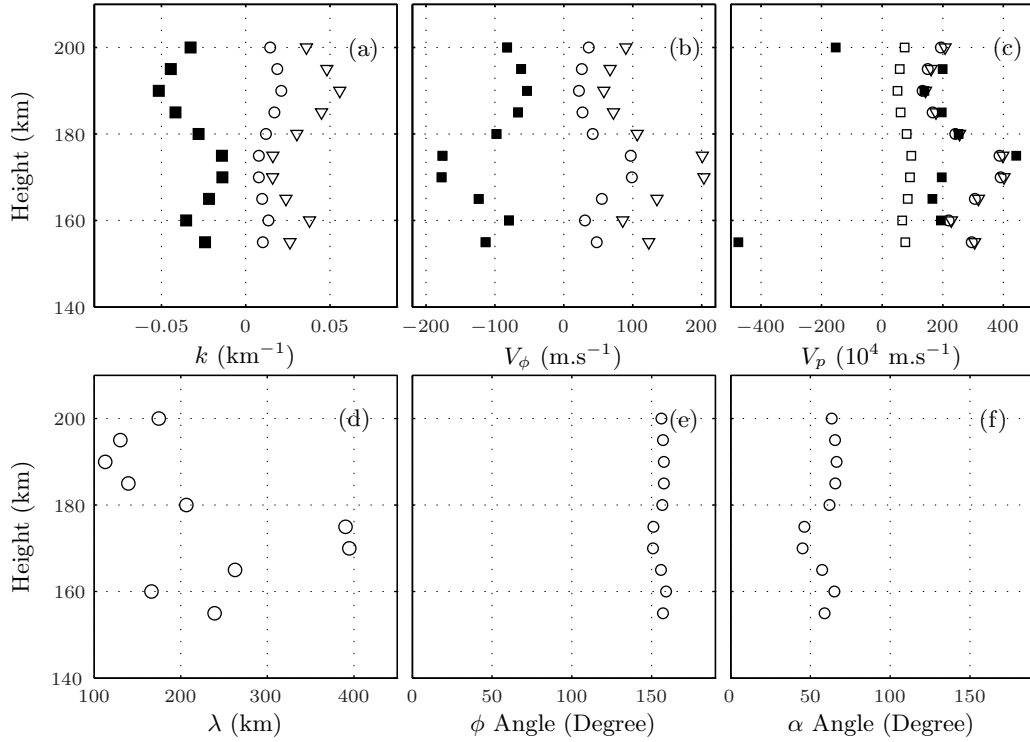 (a) (b) (c)
200
180
160
140
Height (km)
−0.05 0 0.05
−200 −100 0 100 200
−400 0 200 400
k (km⁻¹)
V_ϕ (m.s⁻¹)
V_p (10⁴ m.s⁻¹)
(d) (e) (f)
200
180
160
140
Height (km)
100 200 300 400
0 50 100 150
0 50 100 150
λ (km)
ϕ Angle (Degree)
α Angle (Degree)